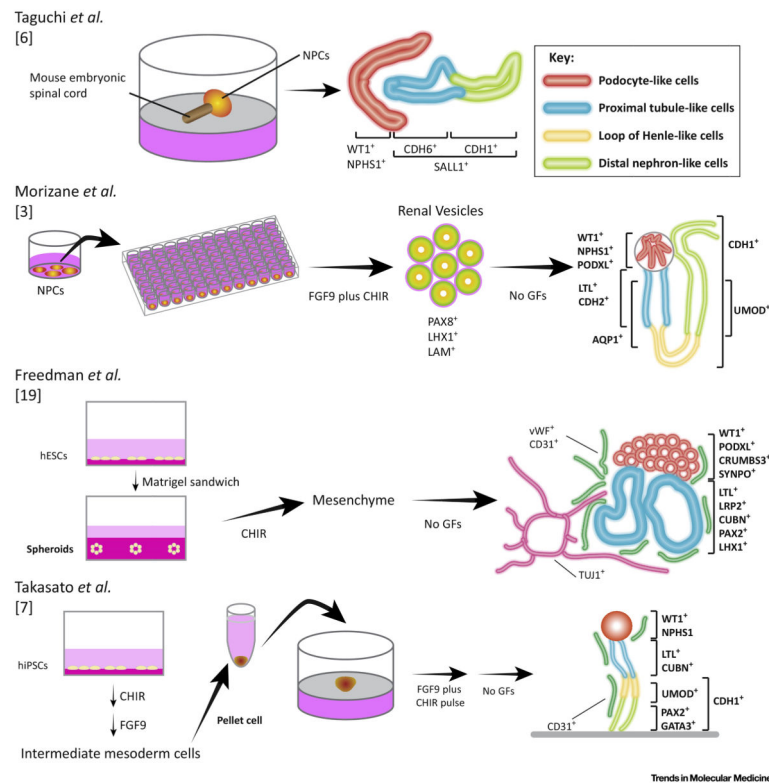 Taguchi et al.
[6]
NPCs
Mouse embryonic
spinal cord
WT1+
NPHS1+
CDH6+
CDH1+
SALL1+
Key:
Podocyte-like cells
Proximal tubule-like cells
Loop of Henle-like cells
Distal nephron-like cells
Morizane et al.
[3]
NPCs
FGF9 plus CHIR
Renal Vesicles
PAX8+
LHX1+
LAM+
No GFs
WT1+
NPHS1+
PODXL+
LTL+
CDH2+
AQP1+
CDH1+
UMOD+
Freedman et al.
[19]
hESCs
Matrigel sandwich
Spheroids
CHIR
Mesenchyme
No GFs
vWF+
CD31+
TUJ1+
WT1+
PODXL+
CRUMBS3+
SYNPO+
LTL+
LRP2+
CUBN+
PAX2+
LHX1+
Takasato et al.
[7]
hiPSCs
CHIR
FGF9
Intermediate mesoderm cells
Pellet cell
FGF9 plus
CHIR pulse
No GFs
CD31+
WT1+
NPHS1
LTL+
CUBN+
UMOD+
PAX2+
GATA3+
CDH1+
Trends in Molecular Medicine